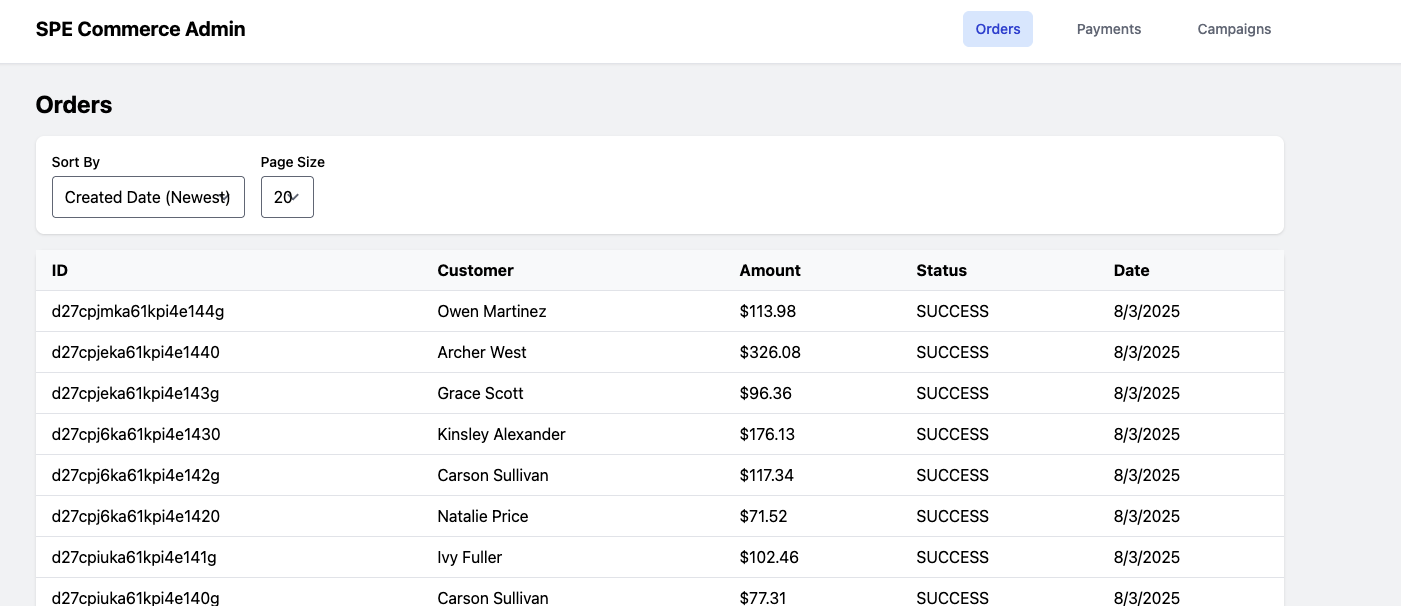 SPE Commerce Admin Orders Payments Campaigns
Orders
Sort By Page Size
Created Date (Newest) 20
ID Customer Amount Status Date
d27cpjmka61kpi4e144g Owen Martinez $113.98 SUCCESS 8/3/2025
d27cpjeka61kpi4e1440 Archer West $326.08 SUCCESS 8/3/2025
d27cpjeka61kpi4e143g Grace Scott $96.36 SUCCESS 8/3/2025
d27cpj6ka61kpi4e1430 Kinsley Alexander $176.13 SUCCESS 8/3/2025
d27cpj6ka61kpi4e142g Carson Sullivan $117.34 SUCCESS 8/3/2025
d27cpj6ka61kpi4e1420 Natalie Price $71.52 SUCCESS 8/3/2025
d27cpiuka61kpi4e141g Ivy Fuller $102.46 SUCCESS 8/3/2025
d27cpiuka61kpi4e140g Carson Sullivan $77.31 SUCCESS 8/3/2025